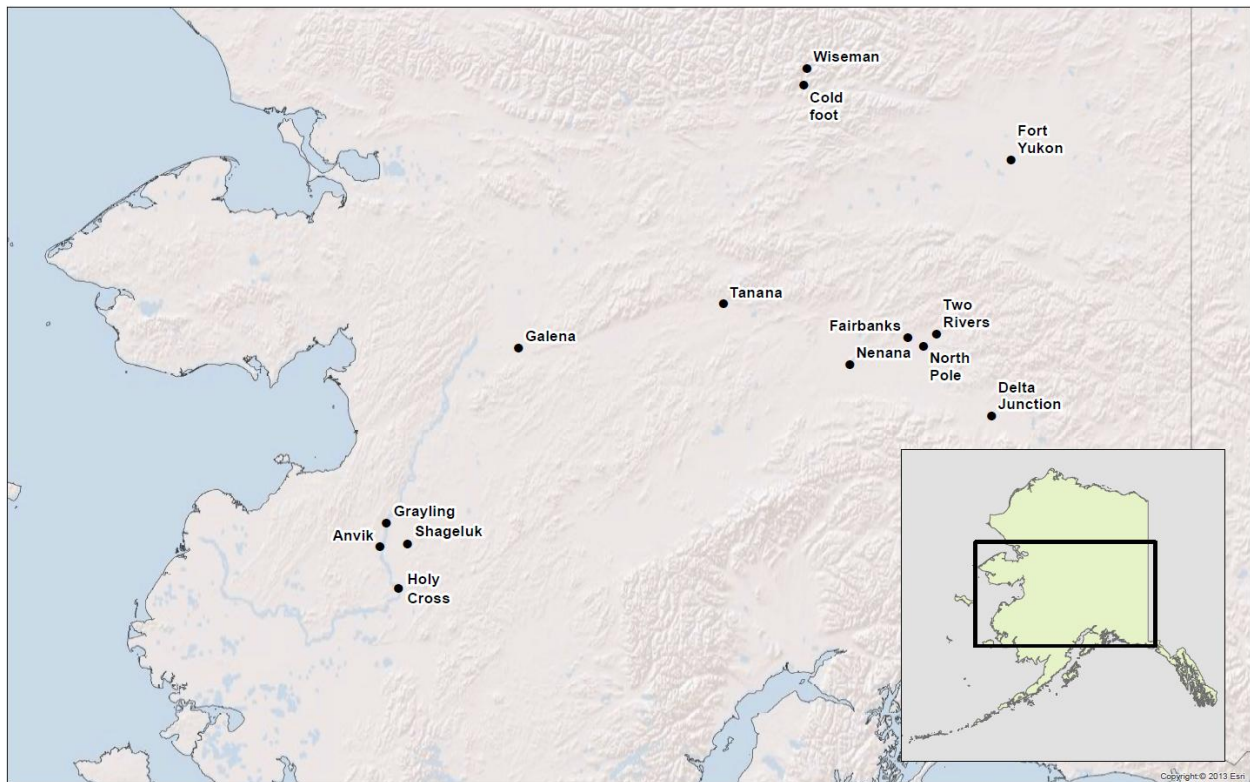 Wiseman
Cold
foot
Fort
Yukon
Tanana
Two
Rivers
Fairbanks
Galena
Nenana
North
Pole
Delta
Junction
Grayling
Anvik
Shageluk
Holy
Cross
Copyright:© 2013 Esri